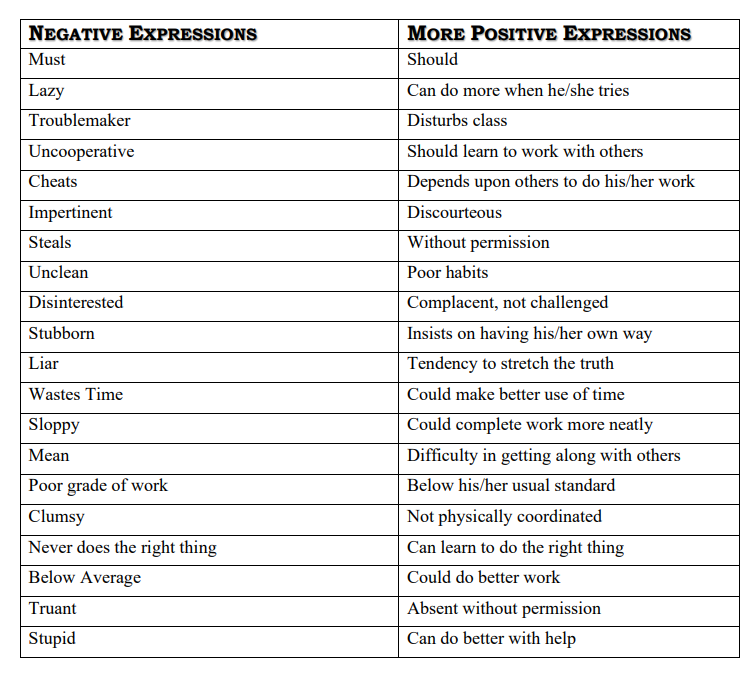 NEGATIVE EXPRESSIONS MORE POSITIVE EXPRESSIONS
Must Should
Lazy Can do more when he/she tries
Troublemaker Disturbs class
Uncooperative Should learn to work with others
Cheats Depends upon others to do his/her work
Impertinent Discourteous
Steals Without permission
Unclean Poor habits
Disinterested Complacent, not challenged
Stubborn Insists on having his/her own way
Liar Tendency to stretch the truth
Wastes Time Could make better use of time
Sloppy Could complete work more neatly
Mean Difficulty in getting along with others
Poor grade of work Below his/her usual standard
Clumsy Not physically coordinated
Never does the right thing Can learn to do the right thing
Below Average Could do better work
Truant Absent without permission
Stupid Can do better with help